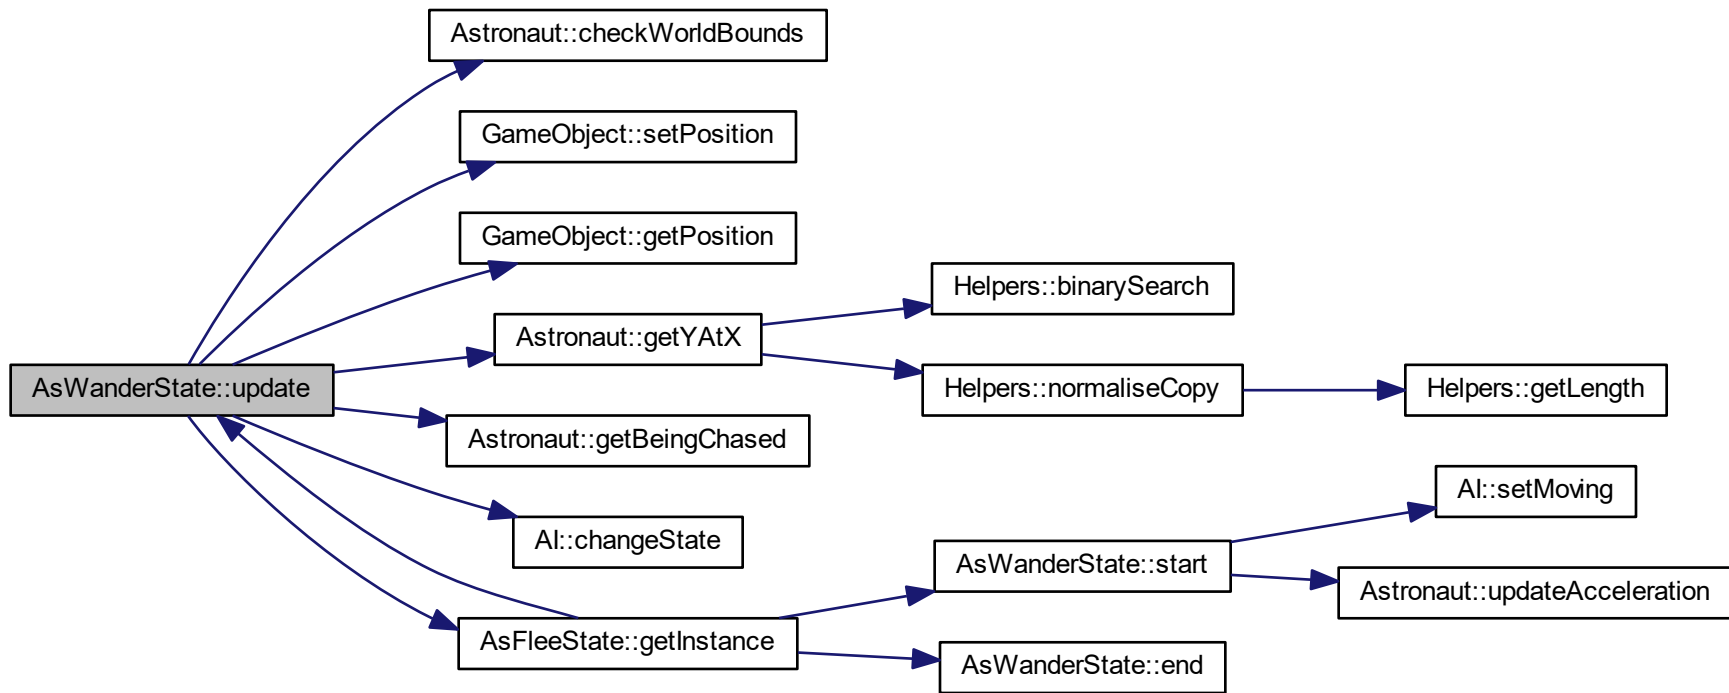 Astronaut::checkWorldBounds
GameObject::setPosition
GameObject::getPosition
Helpers::binarySearch
Astronaut::getYAtX
AsWanderState::update
Helpers::normaliseCopy
Helpers::getLength
Astronaut::getBeingChased
AI::setMoving
AI::changeState
AsWanderState::start
Astronaut::updateAcceleration
AsFleeState::getInstance
AsWanderState::end